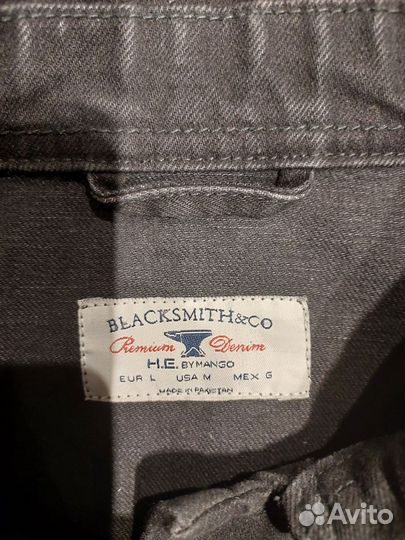 BLACKSMITH&CO
Premium Denim
H.E. BY MANGO
EUR L USA M MEX G
MADE IN PAKISTAN
Avito